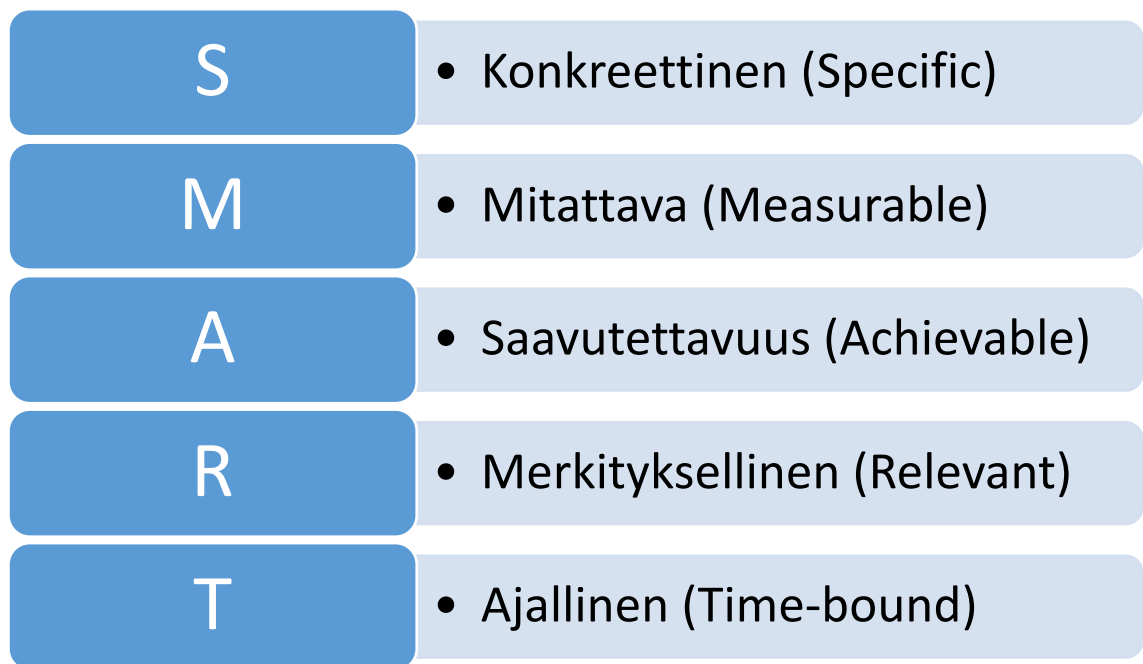 S
• Konkreettinen (Specific)
M
• Mitattava (Measurable)
A
• Saavutettavuus (Achievable)
R
• Merkityksellinen (Relevant)
T
• Ajallinen (Time-bound)